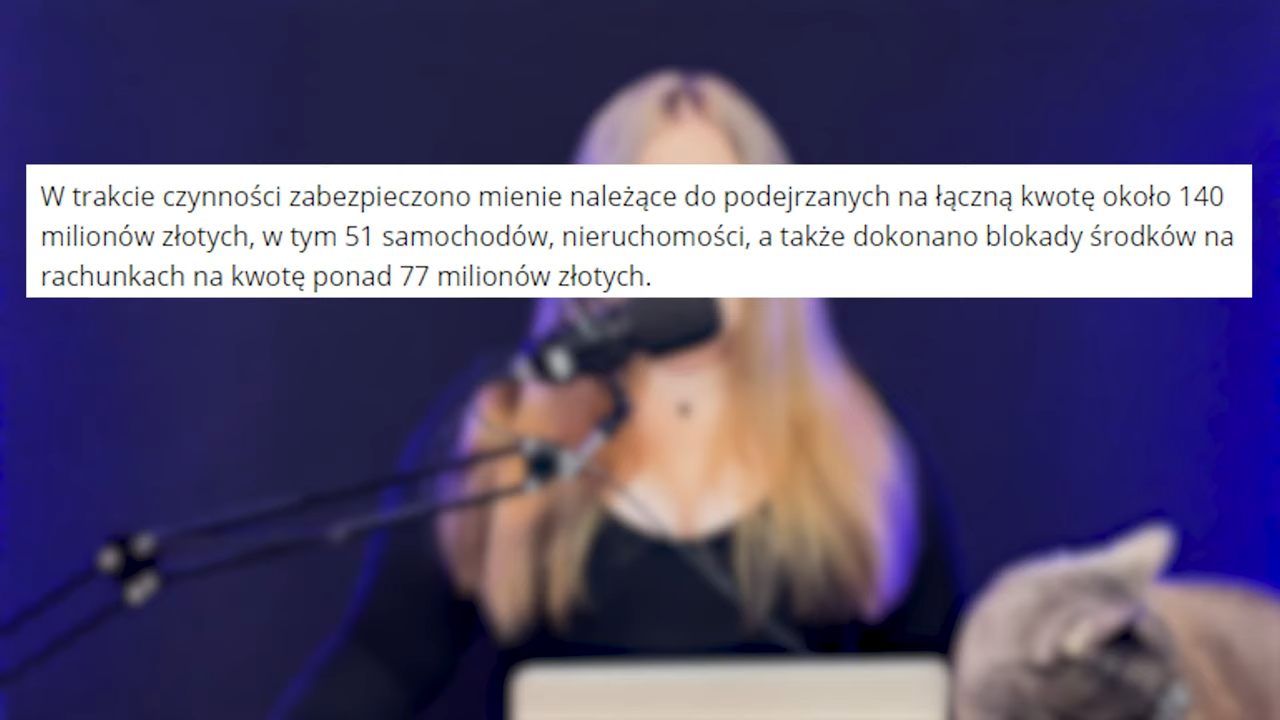 W trakcie czynności zabezpieczono mienie należące do podejrzanych na łączną kwotę około 140
milionów złotych, w tym 51 samochodów, nieruchomości, a także dokonano blokady środków na
rachunkach na kwotę ponad 77 milionów złotych.